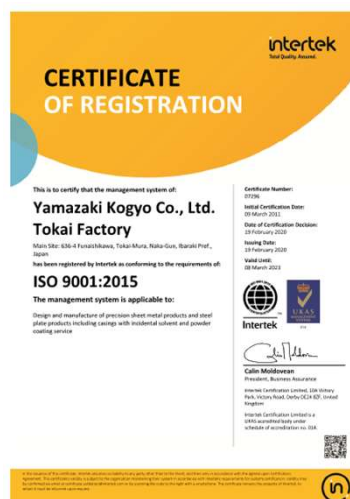 intertek
Total Quality. Assured.
CERTIFICATE
OF REGISTRATION
This is to certify that the management system of:
Yamazaki Kogyo Co., Ltd.
Tokai Factory
Main Site: 636-4 Funaishikawa, Tokai-Mura, Naka-Gun, Ibaraki Pref.,
Japan
has been registered by Intertek as conforming to the requirements of:
ISO 9001:2015
The management system is applicable to:
Design and manufacture of precision sheet metal products and steel
plate products including casings with incidental solvent and powder
coating service
Certificate Number:
07296
Initial Certification Date:
09 March 2011
Date of Certification Decision:
19 February 2020
Issuing Date:
19 February 2020
Valid Until:
08 March 2023
Intertek
UKAS
Calin Moldovean
President, Business Assurance
Intertek Certification Limited, 10A Victory
Park, Victory Road, Derby DE24 8ZF, United
Kingdom
Intertek Certification Limited is a
UKAS accredited body under
schedule of accreditation no. 014.